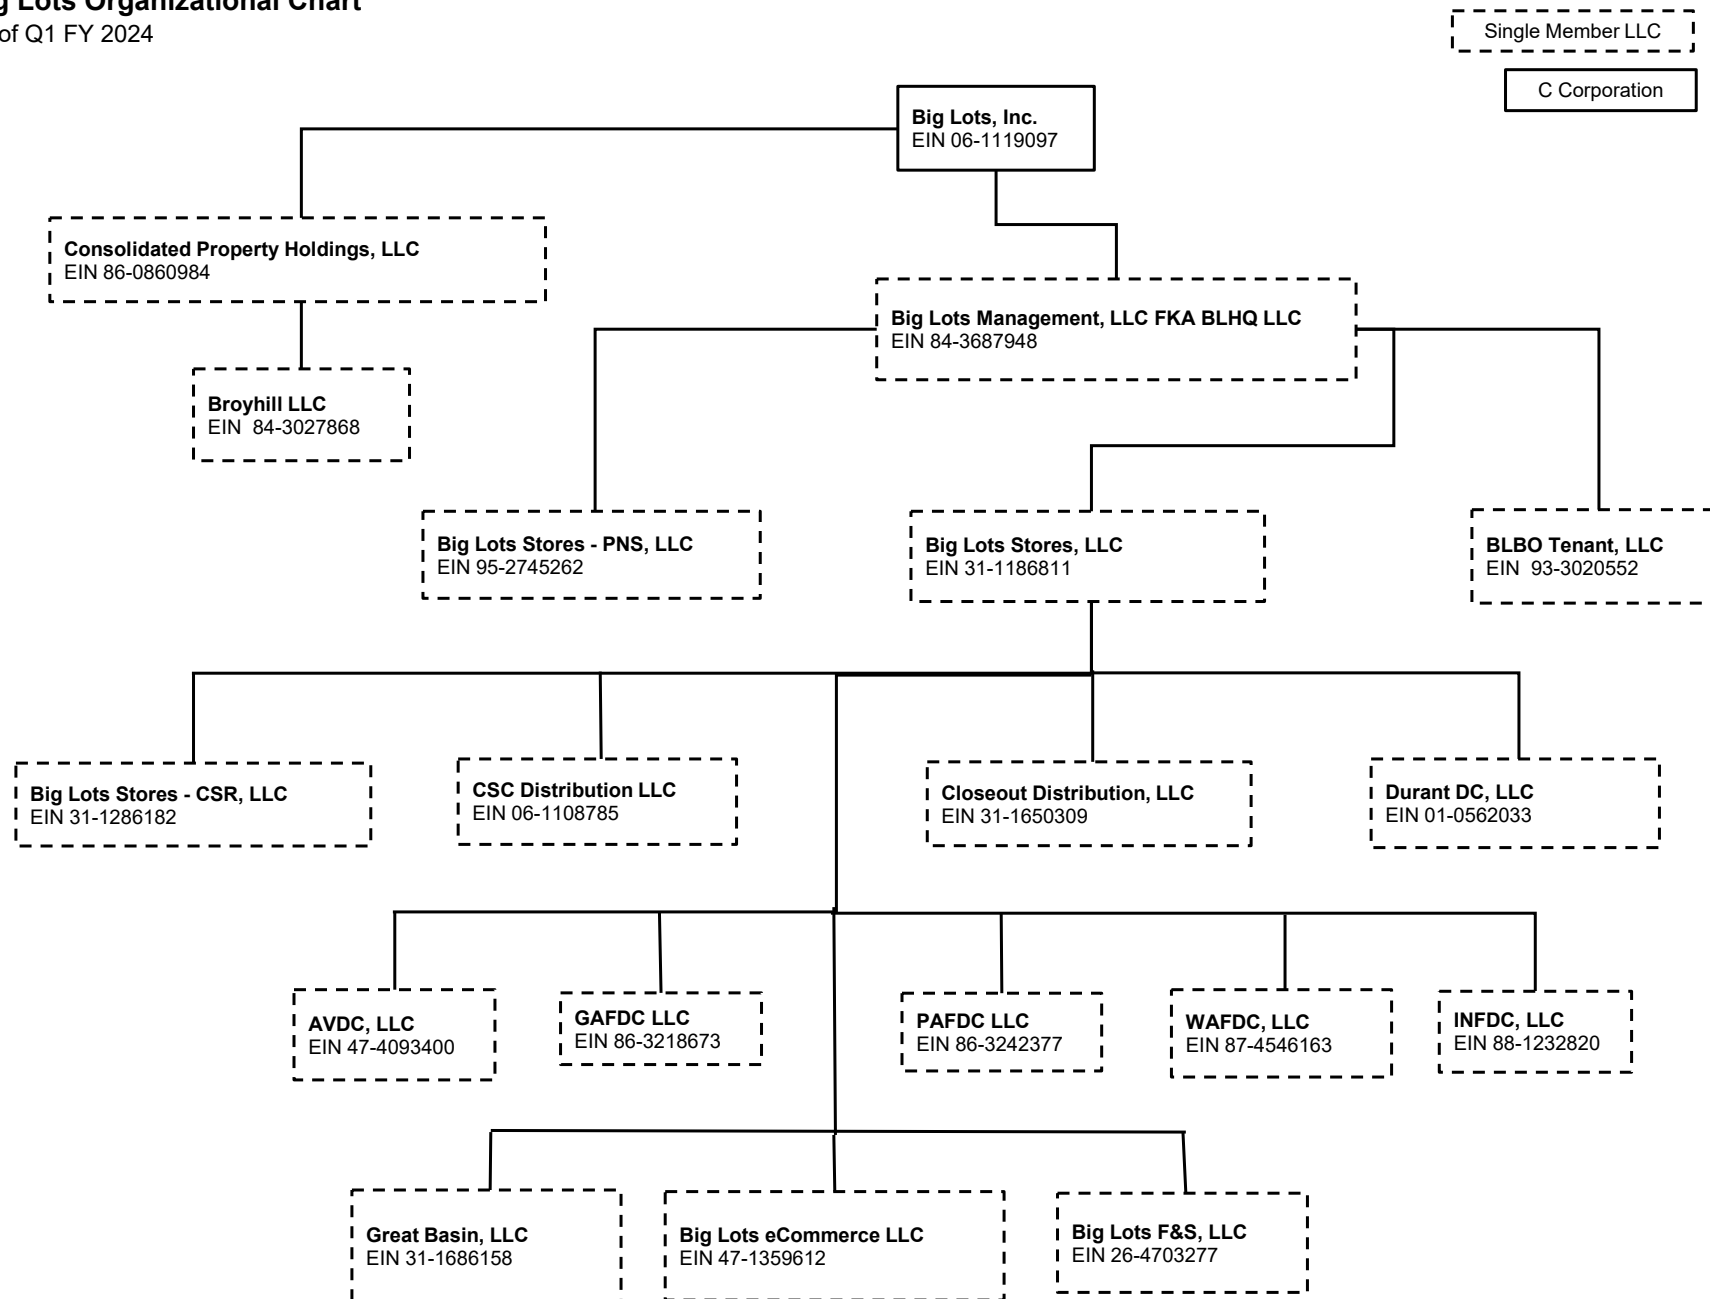 g Lots Organizational Chart
of Q1 FY 2024
Single Member LLC
C Corporation
Big Lots, Inc.
EIN 06-1119097
Consolidated Property Holdings, LLC
EIN 86-0860984
Big Lots Management, LLC FKA BLHQ LLC
EIN 84-3687948
Broyhill LLC
EIN 84-3027868
Big Lots Stores - PNS, LLC
EIN 95-2745262
Big Lots Stores, LLC
EIN 31-1186811
BLBO Tenant, LLC
EIN 93-3020552
Big Lots Stores - CSR, LLC
EIN 31-1286182
CSC Distribution LLC
EIN 06-1108785
Closeout Distribution, LLC
EIN 31-1650309
Durant DC, LLC
EIN 01-0562033
AVDC, LLC
EIN 47-4093400
GAFDC LLC
EIN 86-3218673
PAFDC LLC
EIN 86-3242377
WAFDC, LLC
EIN 87-4546163
INFDC, LLC
EIN 88-1232820
Great Basin, LLC
EIN 31-1686158
Big Lots eCommerce LLC
EIN 47-1359612
Big Lots F&S, LLC
EIN 26-4703277